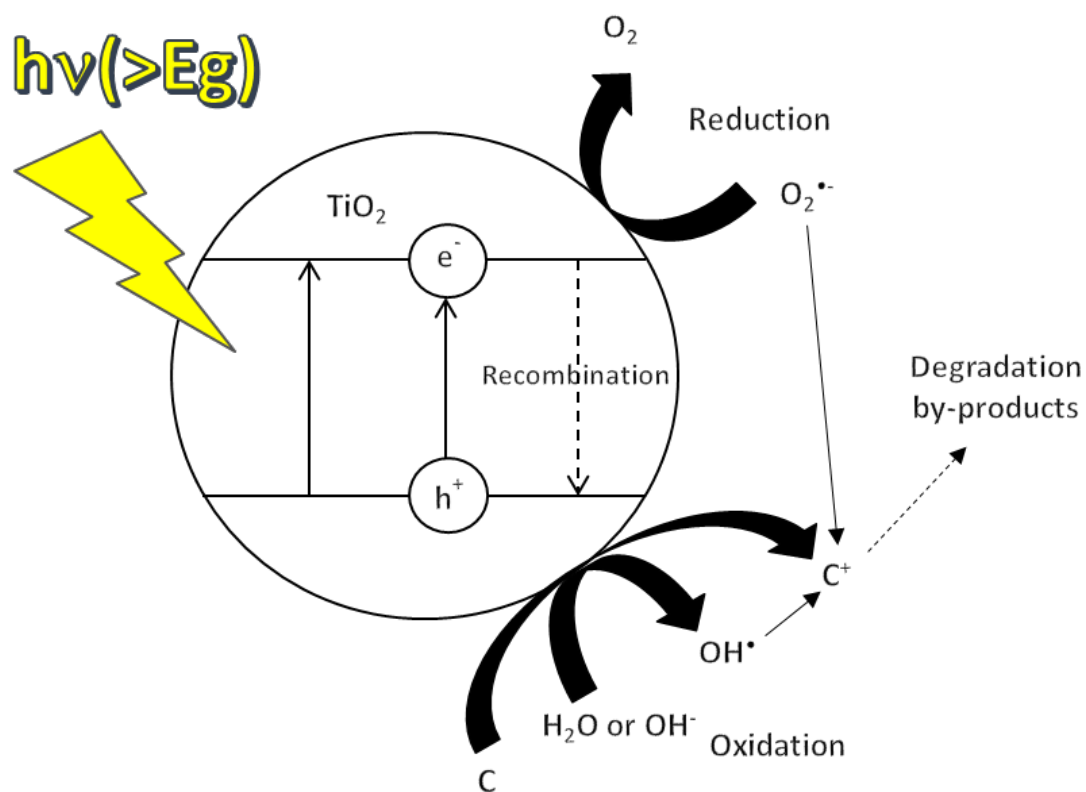 hν(>Eg)
O₂
Reduction
O₂•-
TiO₂
e⁻
Recombination
Degradation
by-products
h⁺
C⁺
OH•
H₂O or OH⁻
Oxidation
C